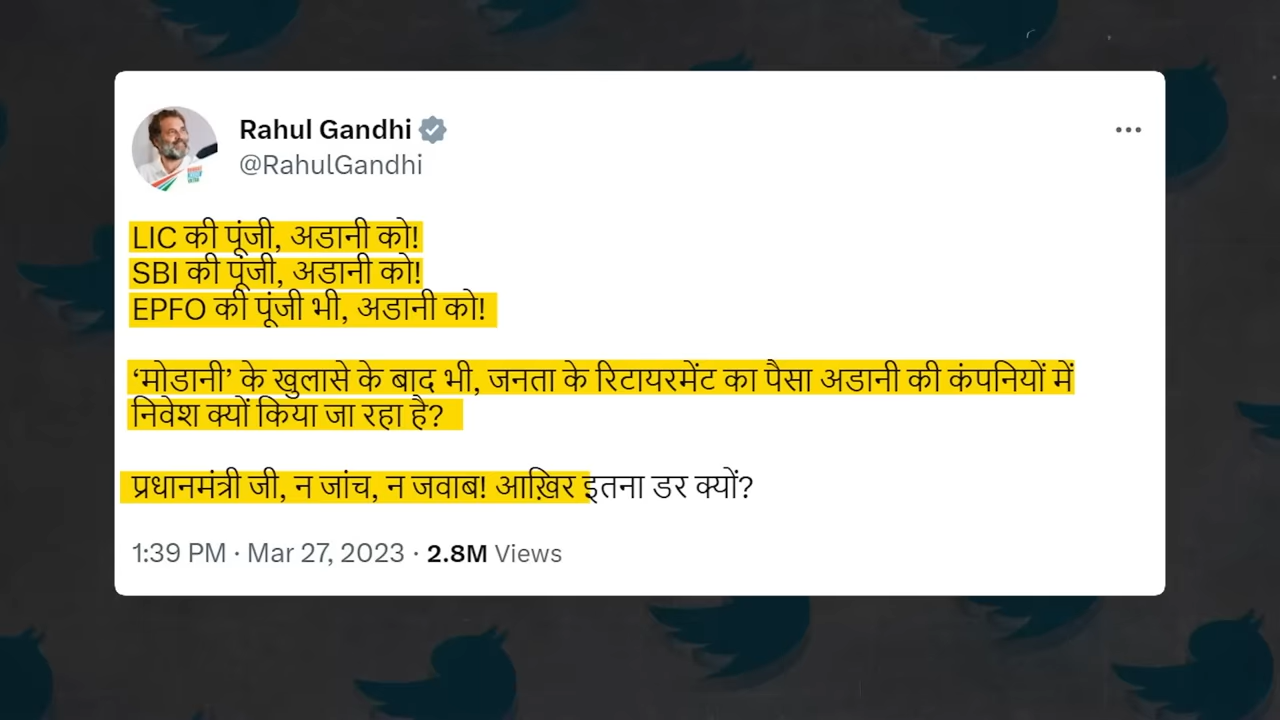 Rahul Gandhi
@RahulGandhi
LIC की पूंजी, अडानी को!
SBI की पूंजी, अडानी को!
EPFO की पूंजी भी, अडानी को!
‘मोडानी’ के खुलासे के बाद भी, जनता के रिटायरमेंट का पैसा अडानी की कंपनियों में
निवेश क्यों किया जा रहा है?
प्रधानमंत्री जी, न जांच, न जवाब! आख़िर इतना डर क्यों?
1:39 PM · Mar 27, 2023 · 2.8M Views